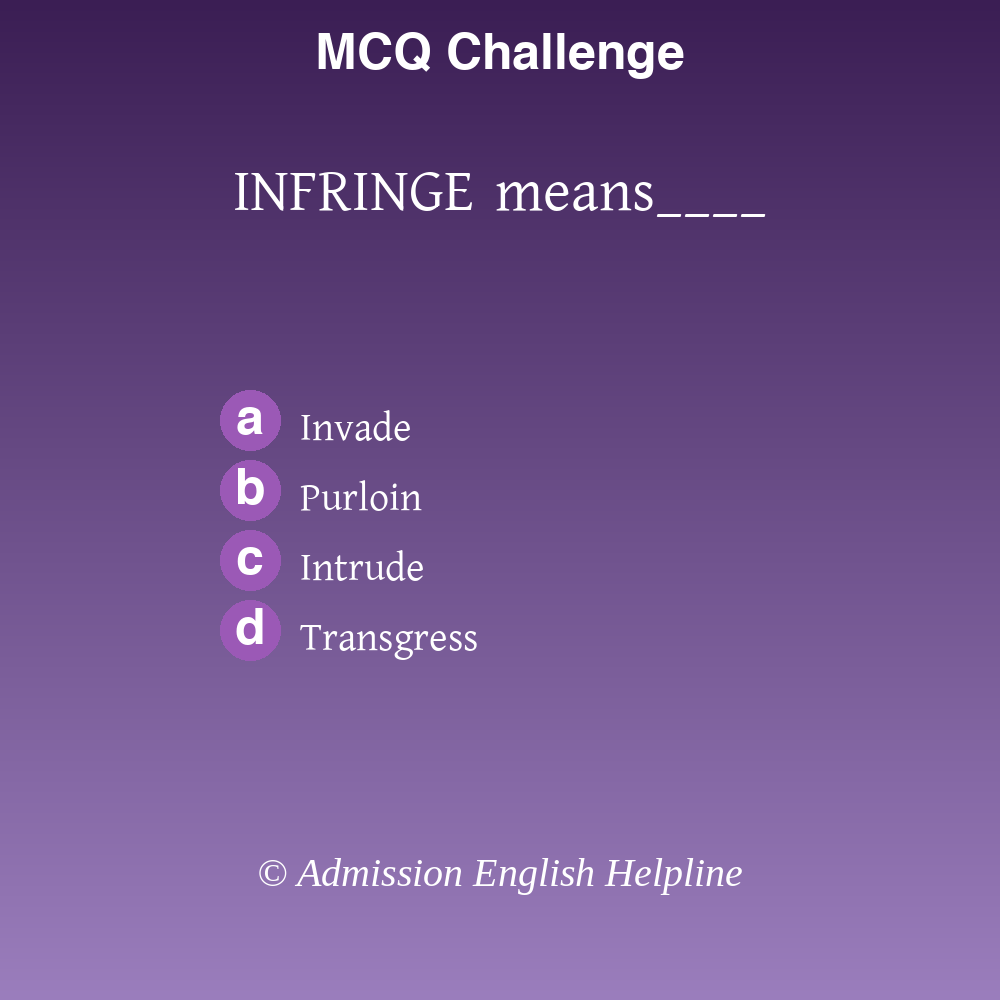 MCQ Challenge
INFRINGE means____
a Invade
b Purloin
c Intrude
d Transgress
© Admission English Helpline